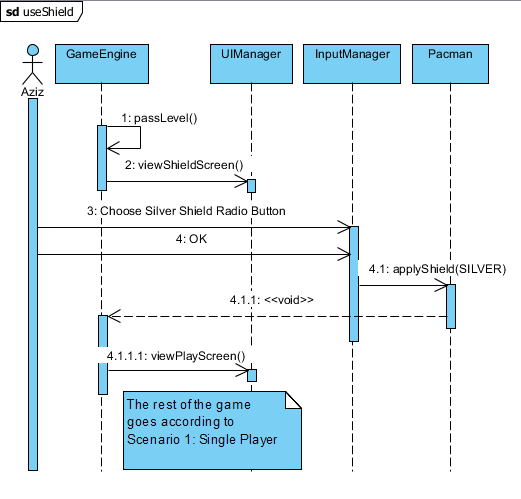 sd useShield
GameEngine
UIManager
InputManager
Pacman
Aziz
1: passLevel()
2: viewShieldScreen()
3: Choose Silver Shield Radio Button
4: OK
4.1: applyShield(SILVER)
4.1.1: <<void>>
4.1.1.1: viewPlayScreen()
The rest of the game
goes according to
Scenario 1: Single Player